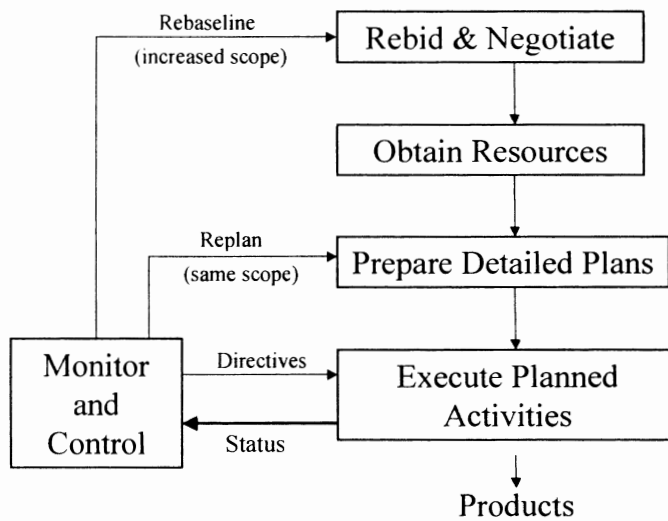 Rebaseline
(increased scope)
Rebid & Negotiate
Obtain Resources
Replan
(same scope)
Prepare Detailed Plans
Monitor
and
Control
Directives
Status
Execute Planned
Activities
Products